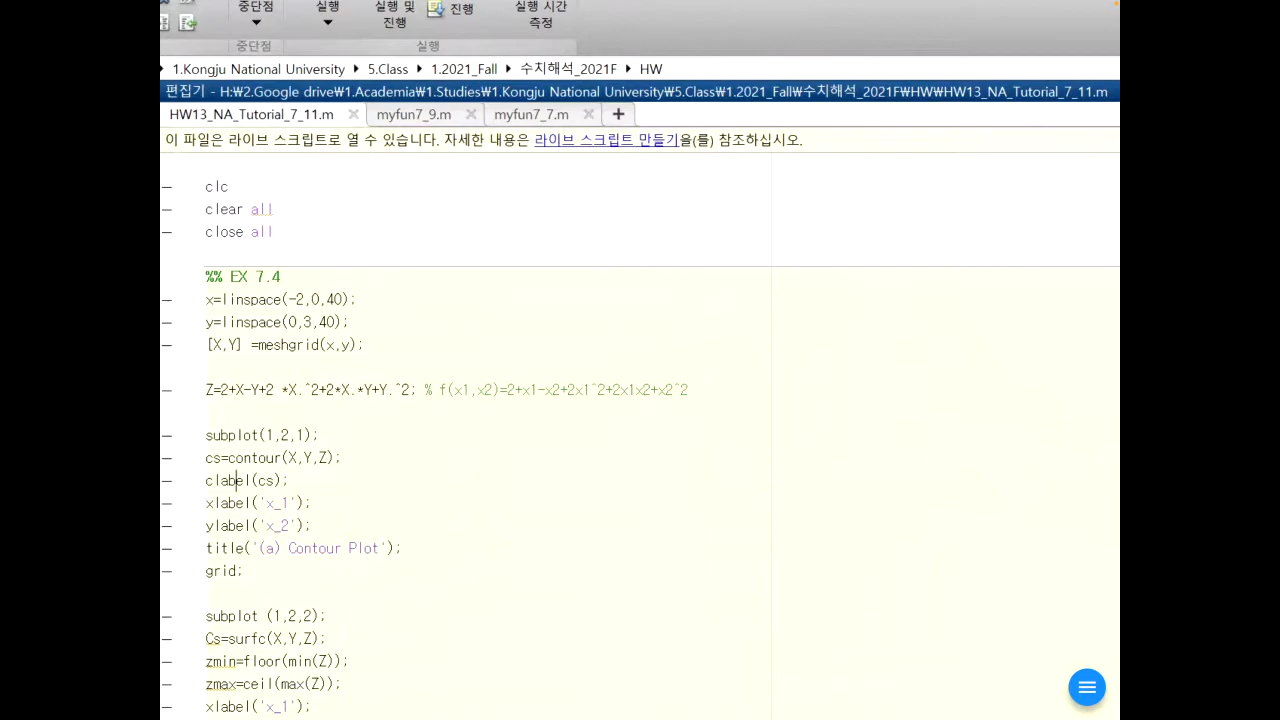 중단점
실행
실행 및
진행
진행
실행 시간
측정
중단점
실행
1.Kongju National University 5.Class 1.2021_Fall 수치해석_2021F HW
편집기 - H:₩2.Google drive₩1.Academia₩1.Studies₩1.Kongju National University₩5.Class₩1.2021_Fall₩수치해석_2021F₩HW₩HW13_NA_Tutorial_7_11.m
HW13_NA_Tutorial_7_11.m myfun7_9.m myfun7_7.m
이 파일은 라이브 스크립트로 열 수 있습니다. 자세한 내용은 라이브 스크립트 만들기을(를) 참조하십시오.
clc
clear all
close all
%% EX 7.4
x=linspace(-2,0,40);
y=linspace(0,3,40);
[X,Y] =meshgrid(x,y);
Z=2+X-Y+2 *X.^2+2*X.*Y+Y.^2; % f(x1,x2)=2+x1-x2+2x1^2+2x1x2+x2^2
subplot(1,2,1);
cs=contour(X,Y,Z);
clabel(cs);
xlabel('x_1');
ylabel('x_2');
title('(a) Contour Plot');
grid;
subplot (1,2,2);
Cs=surfc(X,Y,Z);
zmin=floor(min(Z));
zmax=ceil(max(Z));
xlabel('x_1');